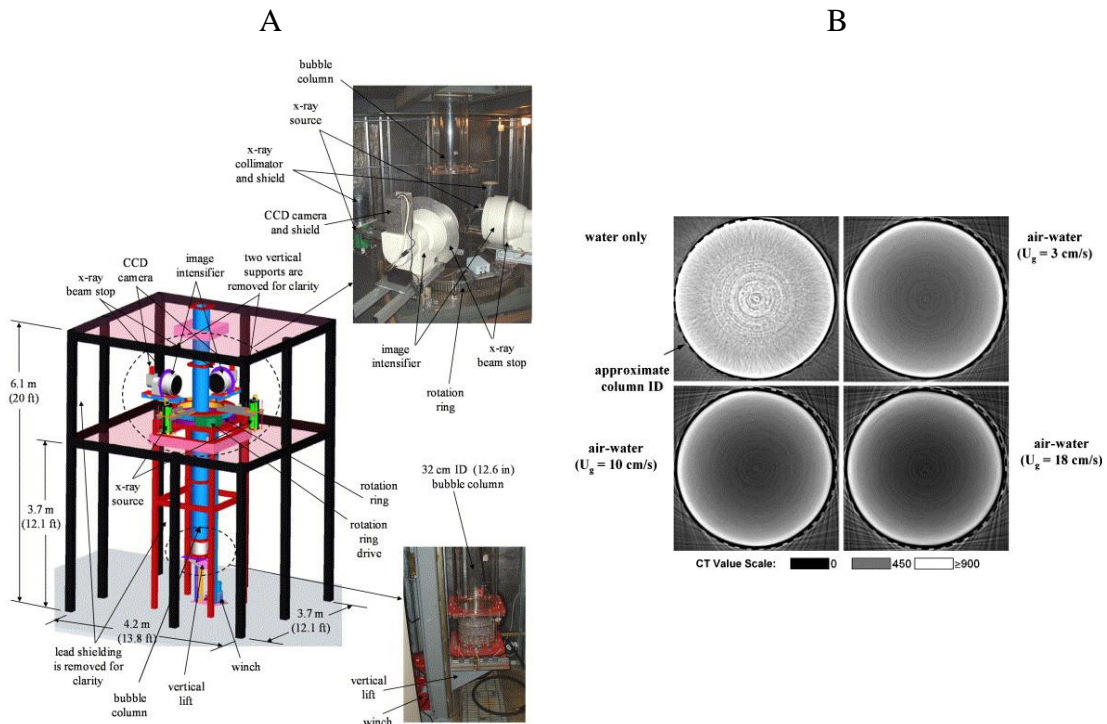 A
B
bubble
column
x-ray
source
x-ray
collimator
and shield
CCD camera
and shield
image
intensifier
rotation
ring
x-ray
beam stop
x-ray
beam stop
CCD
camera
image
intensifier
two vertical
supports are
removed for
clarity
6.1 m
(20 ft)
3.7 m
(12.1 ft)
x-ray
source
rotation
ring
rotation
ring
drive
32 cm ID (12.6 in)
bubble column
3.7 m
(12.1 ft)
4.2 m
(13.8 ft)
lead shielding
is removed for
clarity
bubble
column
vertical
lift
winch
vertical
lift
winch
water only
air-water
(Ug = 3 cm/s)
approximate
column ID
air-water
(Ug = 10 cm/s)
air-water
(Ug = 18 cm/s)
CT Value Scale: 0 450 ≥900